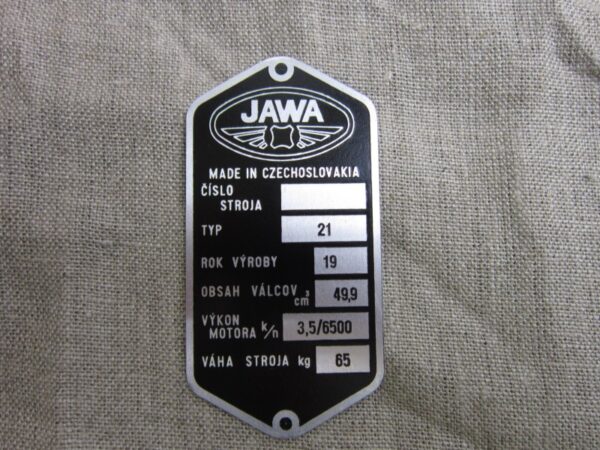 JAWA
MADE IN CZECHOSLOVAKIA
ČÍSLO
STROJA
TYP 21
ROK VÝROBY 19
OBSAH VÁLCOV cm³ 49,9
VÝKON
MOTORA k/n 3,5/6500
VÁHA STROJA kg 65